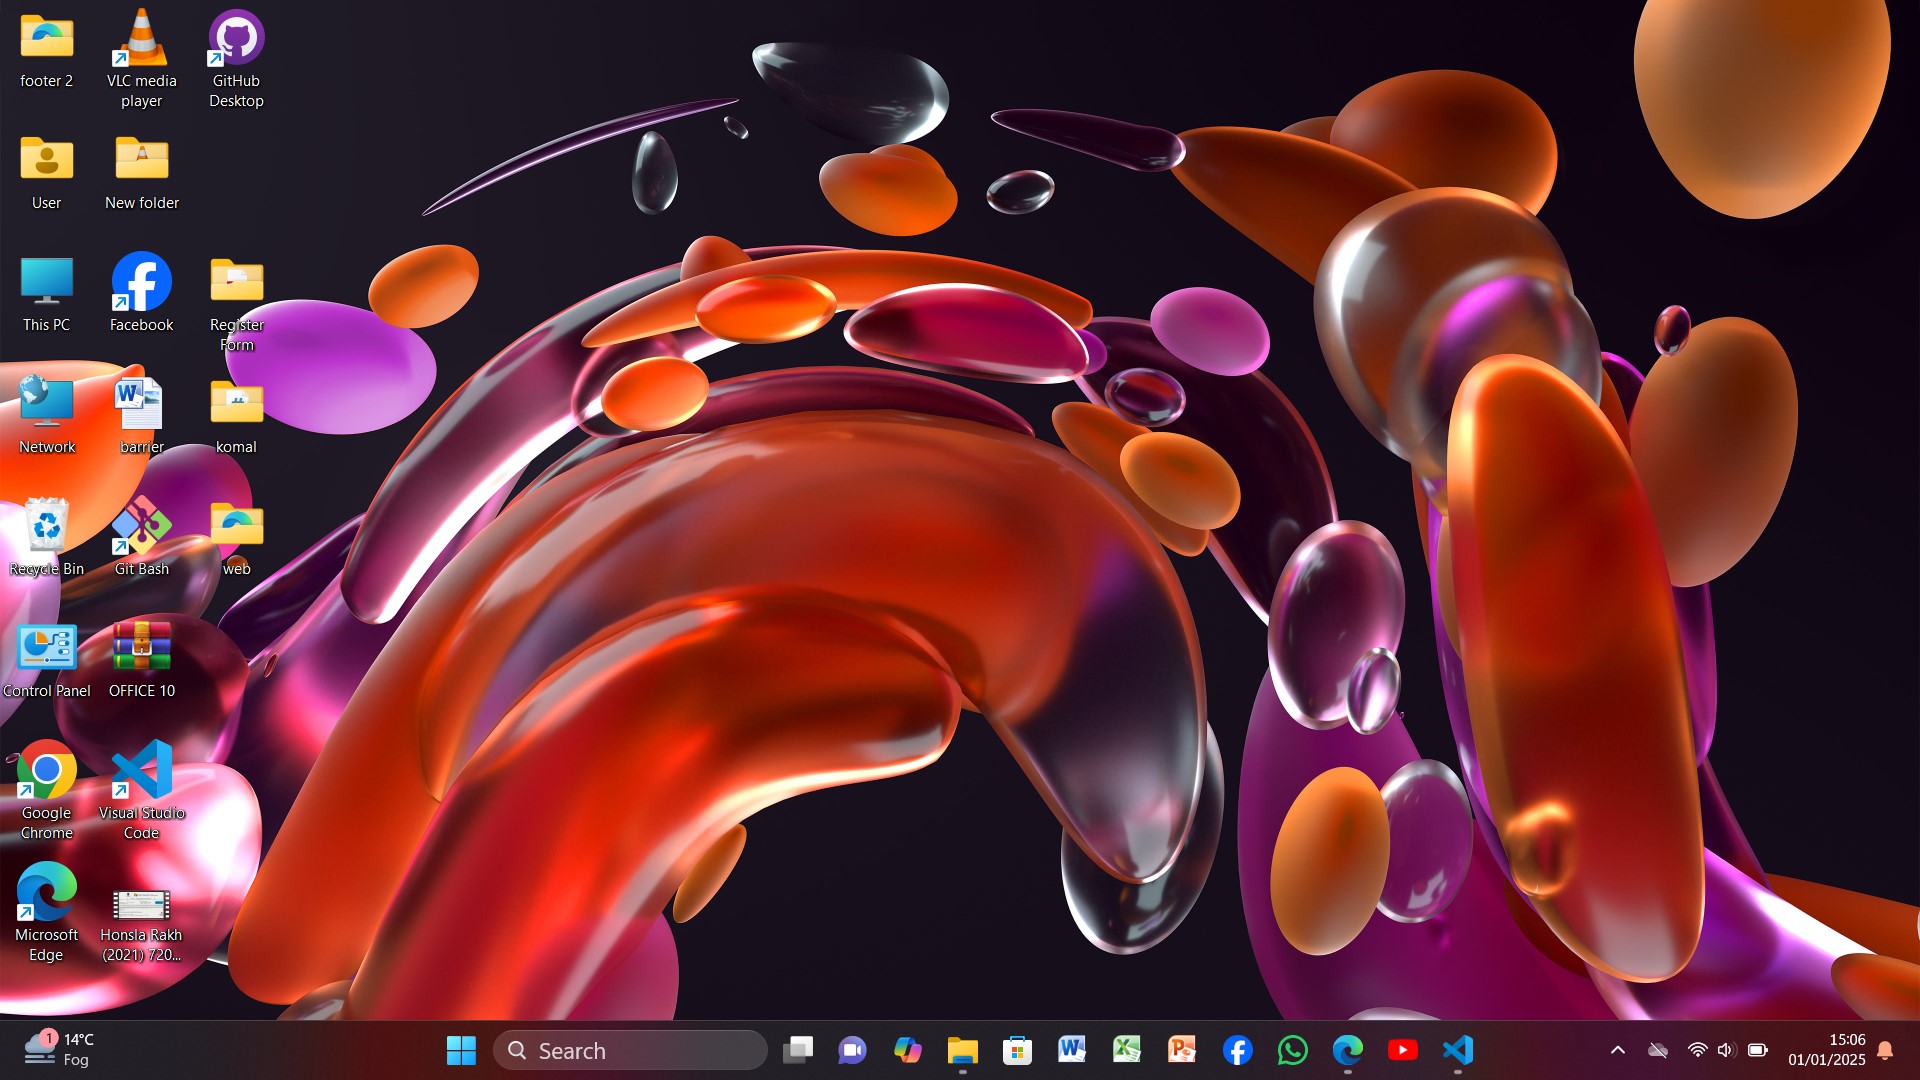 footer 2
VLC media
player
GitHub
Desktop
User
New folder
This PC
Facebook
Register
Form
Network
barrier
komal
Recycle Bin
Git Bash
web
Control Panel
OFFICE 10
Google
Chrome
Visual Studio
Code
Microsoft
Edge
Honsla Rakh
(2021) 720...
1
14°C
Fog
Search
15:06
01/01/2025